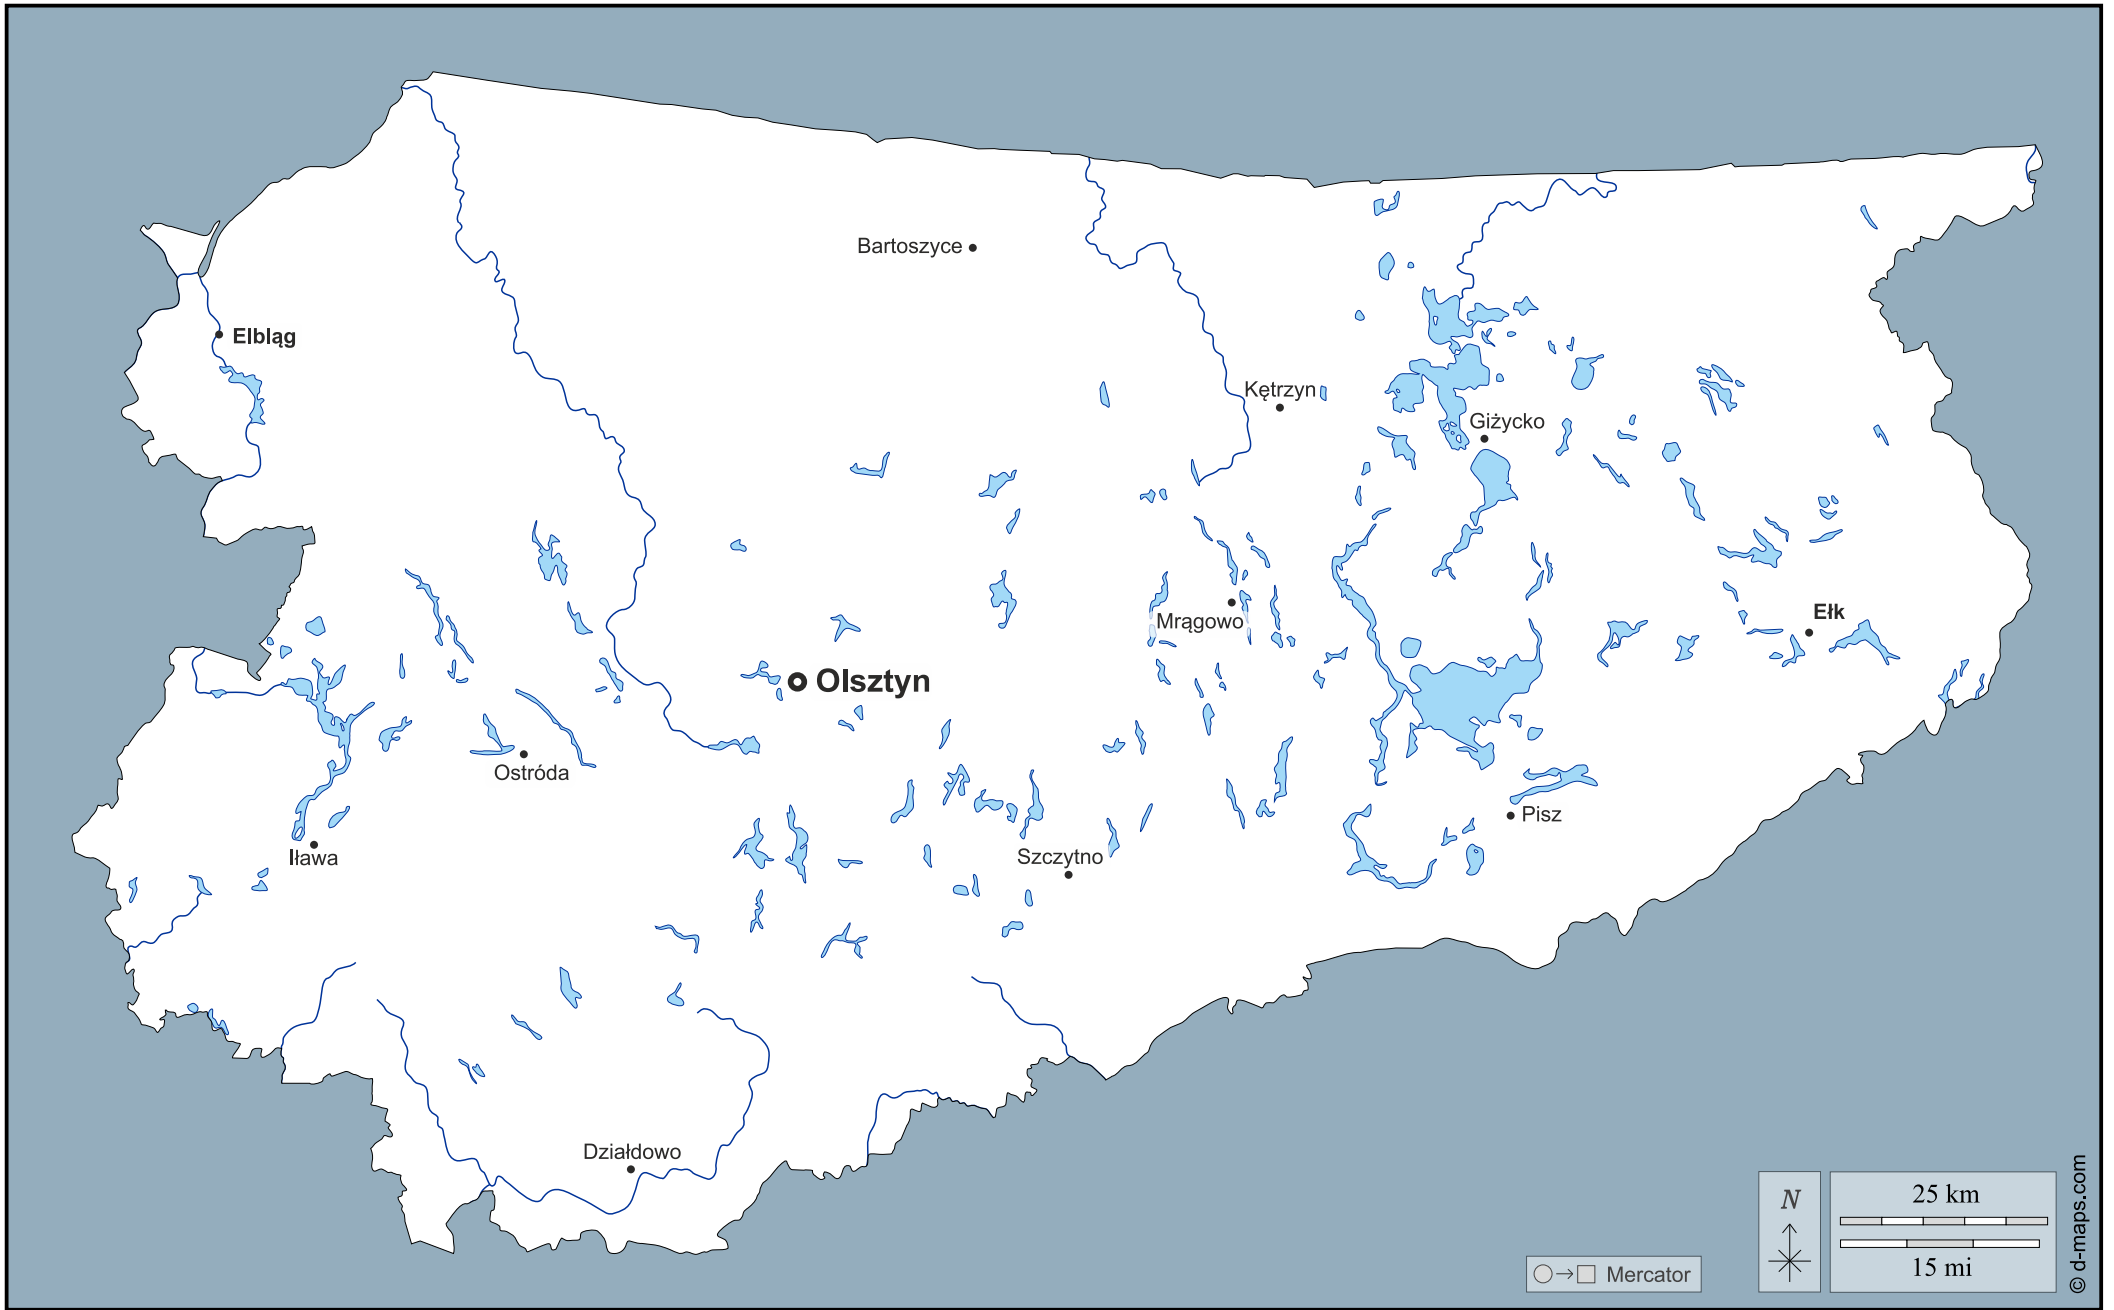 Bartoszyce
Elbląg
Kętrzyn
Giżycko
Mrągowo
Ełk
Olsztyn
Ostróda
Pisz
Iława
Szczytno
Działdowo
N
25 km
15 mi
Mercator
© d-maps.com